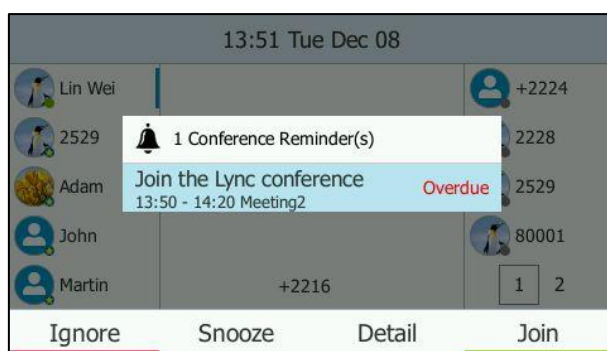 13:51 Tue Dec 08
Lin Wei
+2224
2529
1 Conference Reminder(s)
2228
Adam
Join the Lync conference
Overdue
2529
13:50 - 14:20 Meeting2
John
80001
Martin
+2216
1 2
Ignore Snooze Detail Join